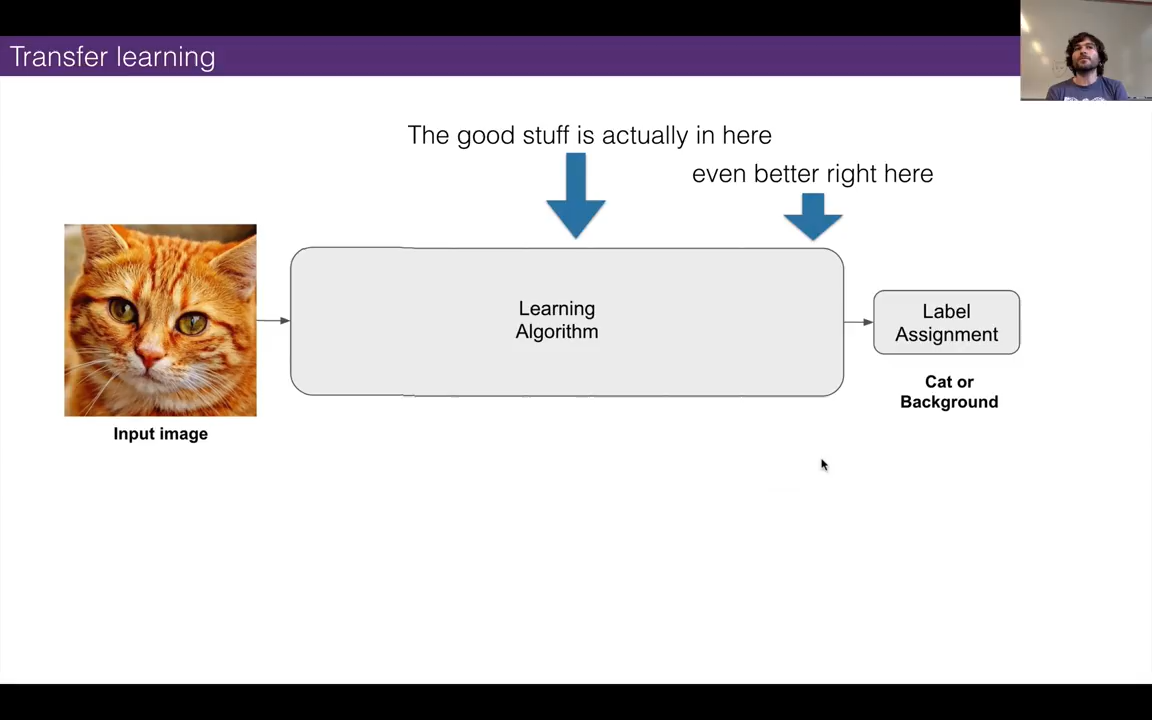 Transfer learning
The good stuff is actually in here
even better right here
Learning
Algorithm
Label
Assignment
Cat or
Background
Input image